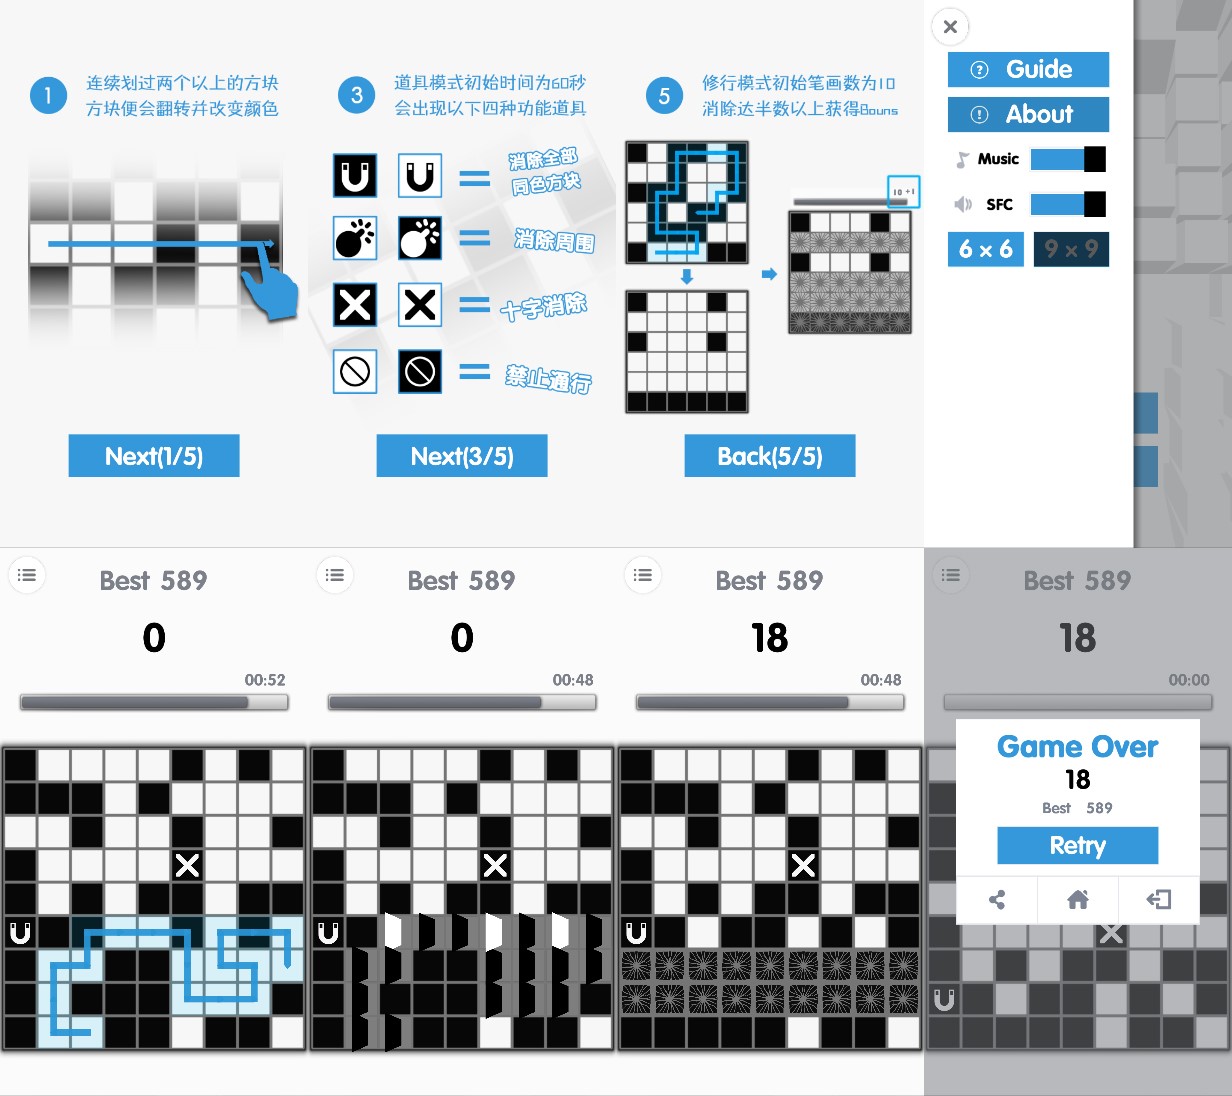 1
连续划过两个以上的方块
方块便会翻转并改变颜色
Next(1/5)
3
道具模式初始时间为60秒
会出现以下四种功能道具
消除全部
同色方块
消除周围
十字消除
禁止通行
Next(3/5)
5
修行模式初始笔画数为10
消除达半数以上获得Bouns
10 +1
Back(5/5)
Guide
About
Music
SFC
6 × 6
9 × 9
Best 589
0
00:52
Best 589
0
00:48
Best 589
18
00:48
Best 589
18
00:00
Game Over
18
Best 589
Retry